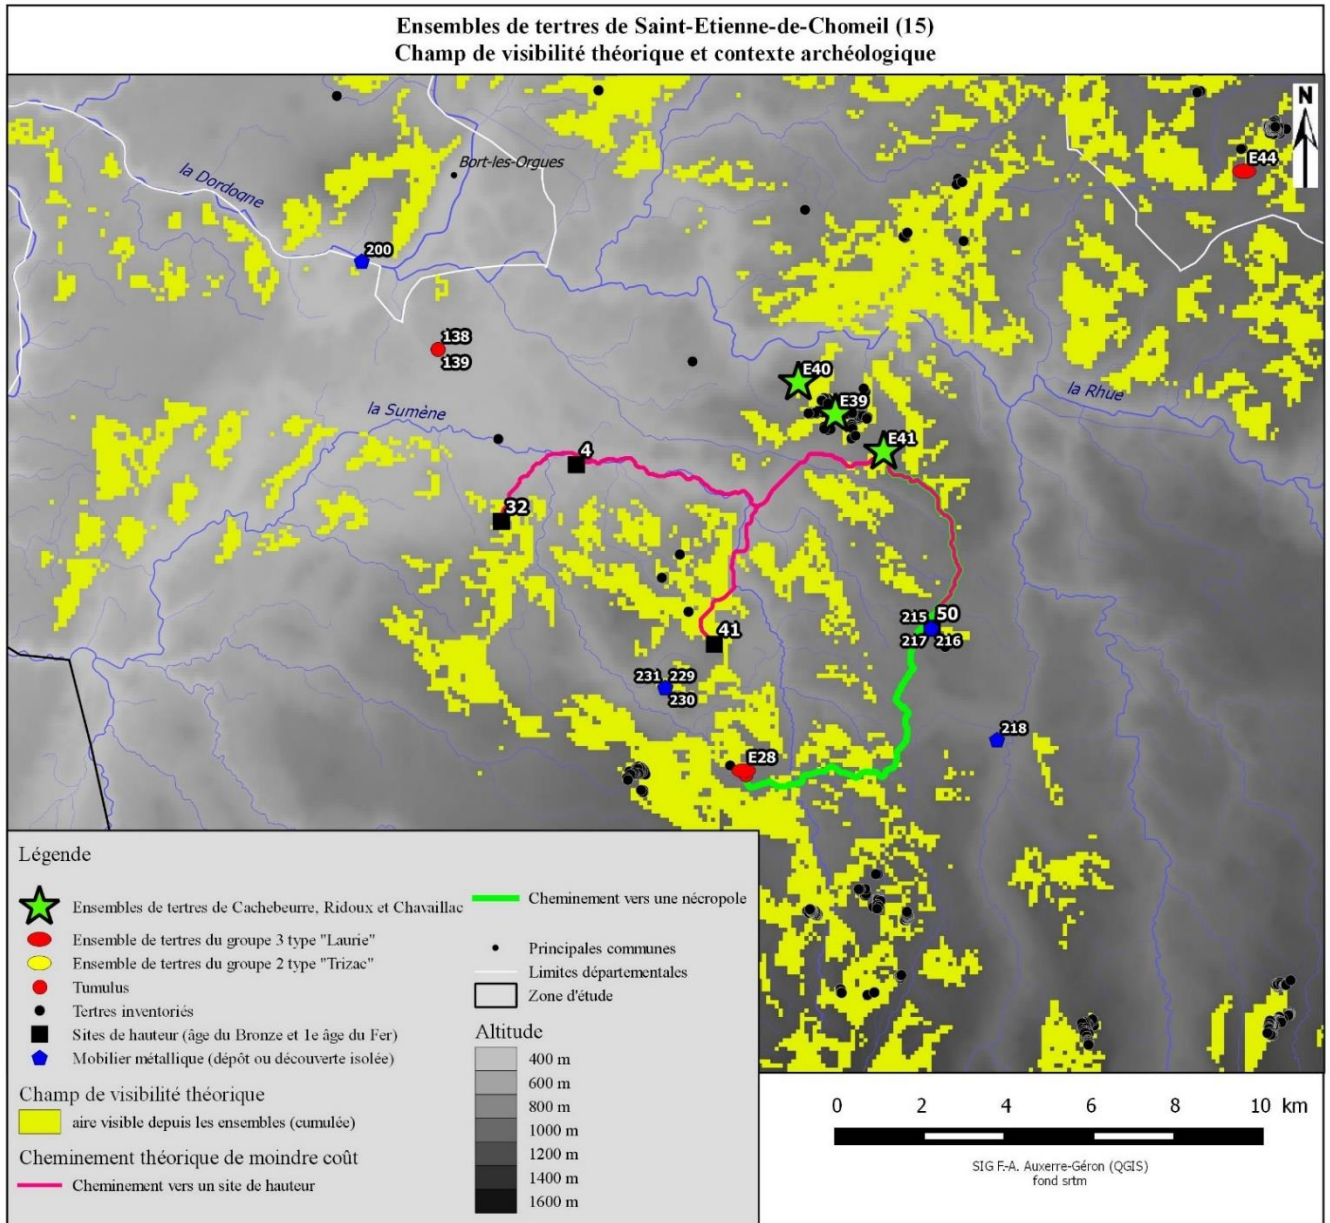 Ensembles de tertres de Saint-Etienne-de-Chomeil (15)
Champ de visibilité théorique et contexte archéologique
N
E44
Bort-les-Orgues
la Dordogne
200
138
139
E40
E39
la Rhue
la Sumène
E41
4
32
215 50
217 216
41
231 229
230
218
E28
Légende
Ensembles de tertres de Cachebeurre, Ridoux et Chavaillac
Ensemble de tertres du groupe 3 type "Laurie"
Ensemble de tertres du groupe 2 type "Trizac"
Tumulus
Tertres inventoriés
Sites de hauteur (âge du Bronze et 1e âge du Fer)
Mobilier métallique (dépôt ou découverte isolée)
Champ de visibilité théorique
aire visible depuis les ensembles (cumulée)
Cheminement théorique de moindre coût
Cheminement vers un site de hauteur
Cheminement vers une nécropole
Principales communes
Limites départementales
Zone d'étude
Altitude
400 m
600 m
800 m
1000 m
1200 m
1400 m
1600 m
0 2 4 6 8 10 km
SIG F.-A. Auxerre-Géron (QGIS)
fond srtm